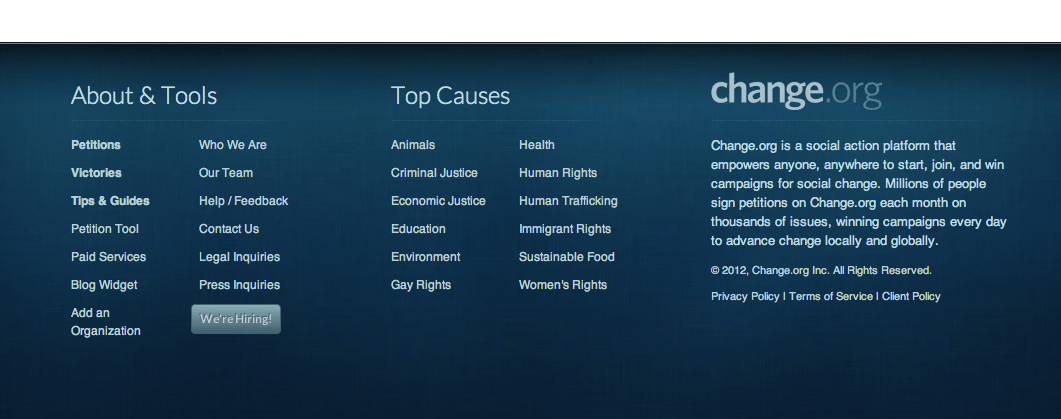 About & Tools
Petitions
Victories
Tips & Guides
Petition Tool
Paid Services
Blog Widget
Add an
Organization
Who We Are
Our Team
Help / Feedback
Contact Us
Legal Inquiries
Press Inquiries
We're Hiring!
Top Causes
Animals
Criminal Justice
Economic Justice
Education
Environment
Gay Rights
Health
Human Rights
Human Trafficking
Immigrant Rights
Sustainable Food
Women's Rights
change.org
Change.org is a social action platform that
empowers anyone, anywhere to start, join, and win
campaigns for social change. Millions of people
sign petitions on Change.org each month on
thousands of issues, winning campaigns every day
to advance change locally and globally.
© 2012, Change.org Inc. All Rights Reserved.
Privacy Policy | Terms of Service | Client Policy